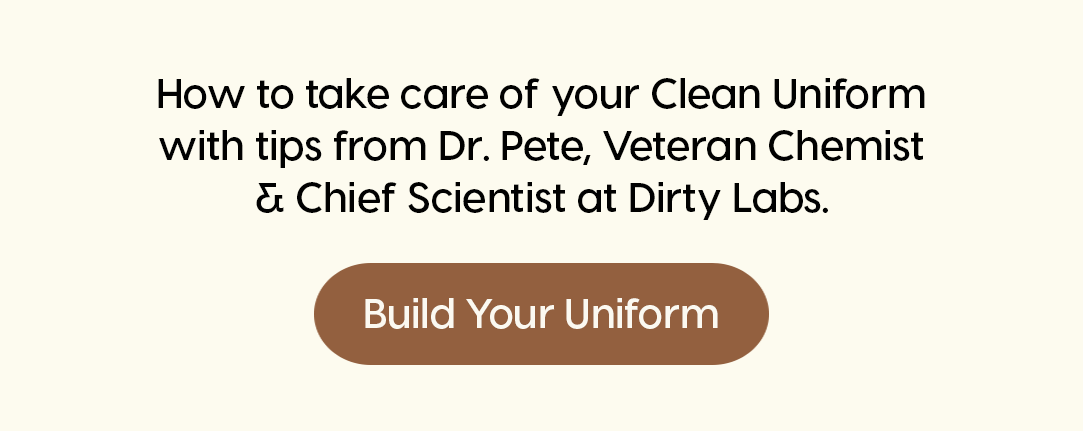 How to take care of your Clean Uniform
with tips from Dr. Pete, Veteran Chemist
& Chief Scientist at Dirty Labs.
Build Your Uniform